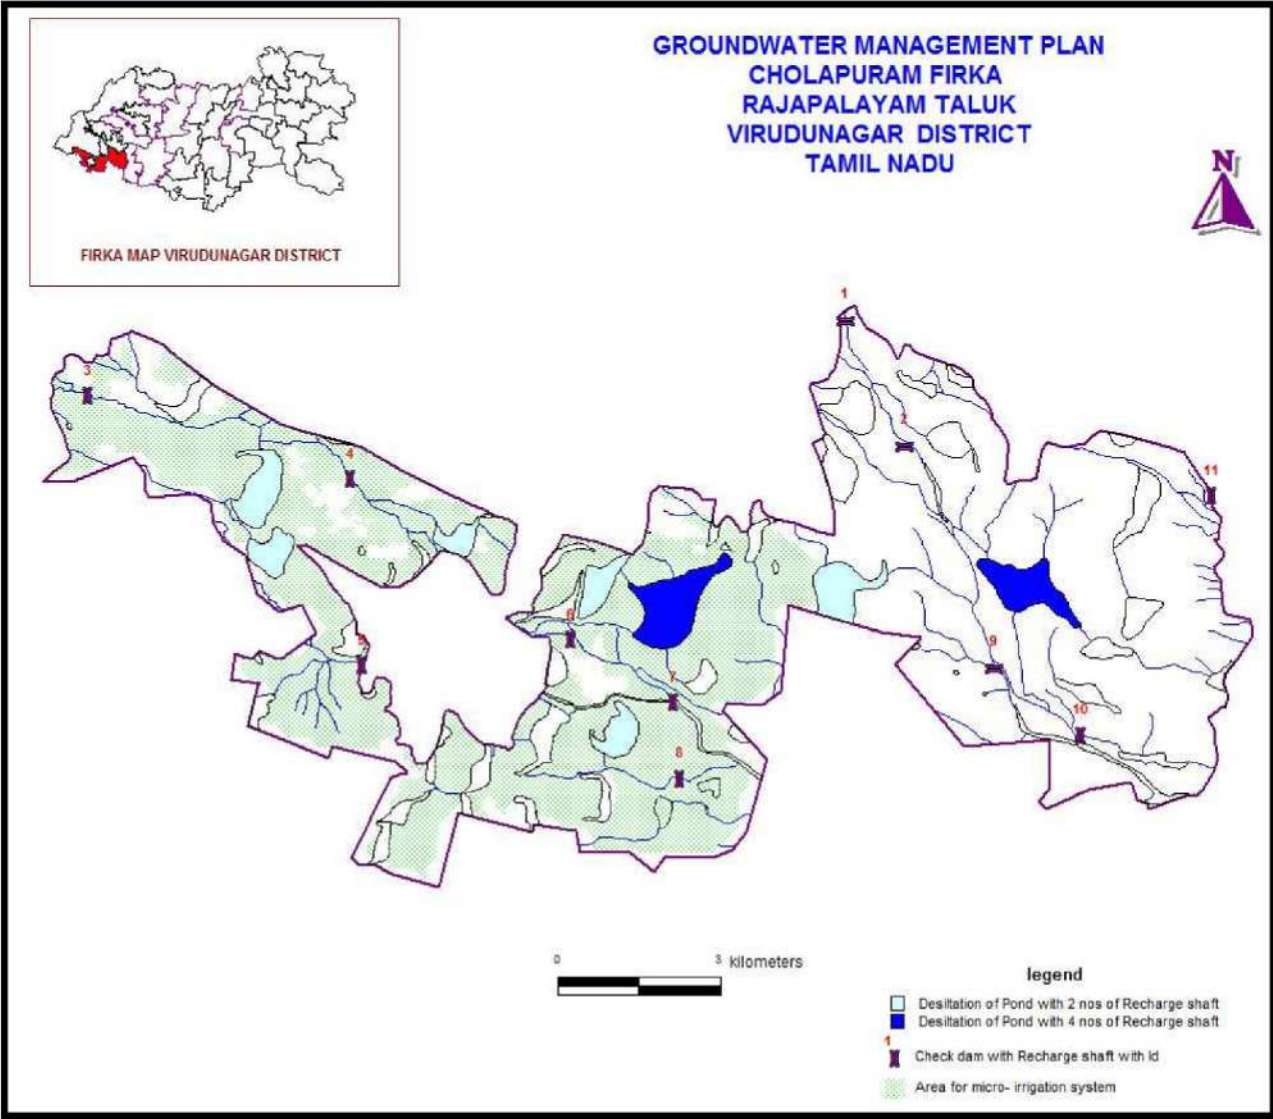 GROUNDWATER MANAGEMENT PLAN
CHOLAPURAM FIRKA
RAJAPALAYAM TALUK
VIRUDUNAGAR DISTRICT
TAMIL NADU
N
FIRKA MAP VIRUDUNAGAR DISTRICT
1
3
2
4
11
6
5
9
7
10
8
0 3 kilometers
legend
Desiltation of Pond with 2 nos of Recharge shaft
Desiltation of Pond with 4 nos of Recharge shaft
1
Check dam with Recharge shaft with Id
Area for micro- irrigation system